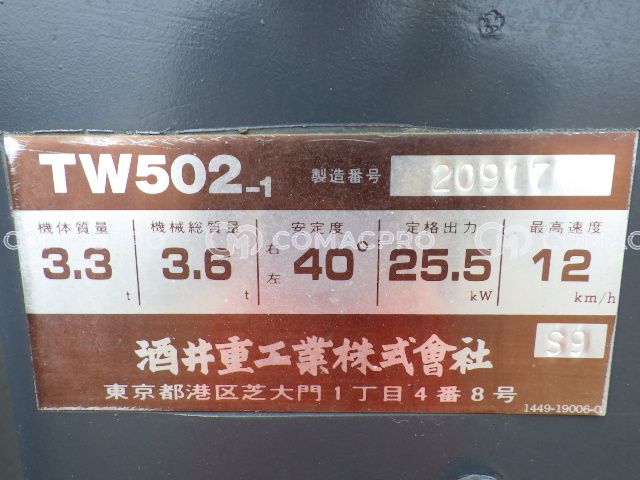 TW502-1 製造番号 20917
機体質量 機械総質量 安定度 定格出力 最高速度
3.3 t 3.6 t 右 左 40° 25.5 kW 12 km/h
COMACPRO
酒井重工業株式會社 S9
東京都港区芝大門1丁目4番8号
1449-19006-0